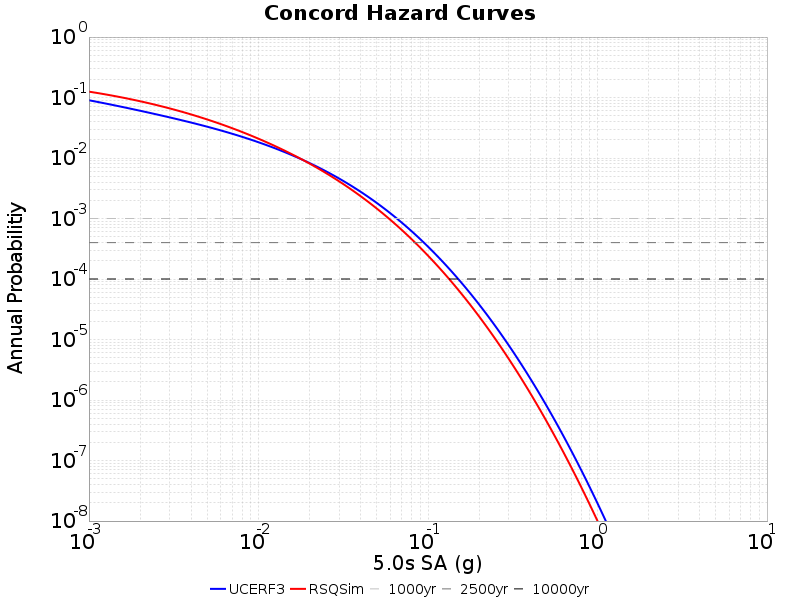 Concord Hazard Curves
Annual Probabilitiy
10^0
10^-1
10^-2
10^-3
10^-4
10^-5
10^-6
10^-7
10^-8
10^-3 10^-2 10^-1 10^0 10^1
5.0s SA (g)
UCERF3 RSQSim 1000yr 2500yr 10000yr